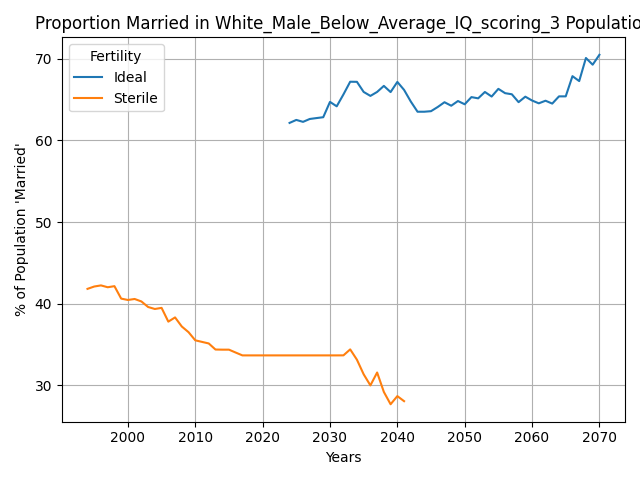 Proportion Married in White_Male_Below_Average_IQ_scoring_3 Populatio
Fertility
Ideal
Sterile
% of Population 'Married'
70
60
50
40
30
2000
2010
2020
2030
2040
2050
2060
2070
Years